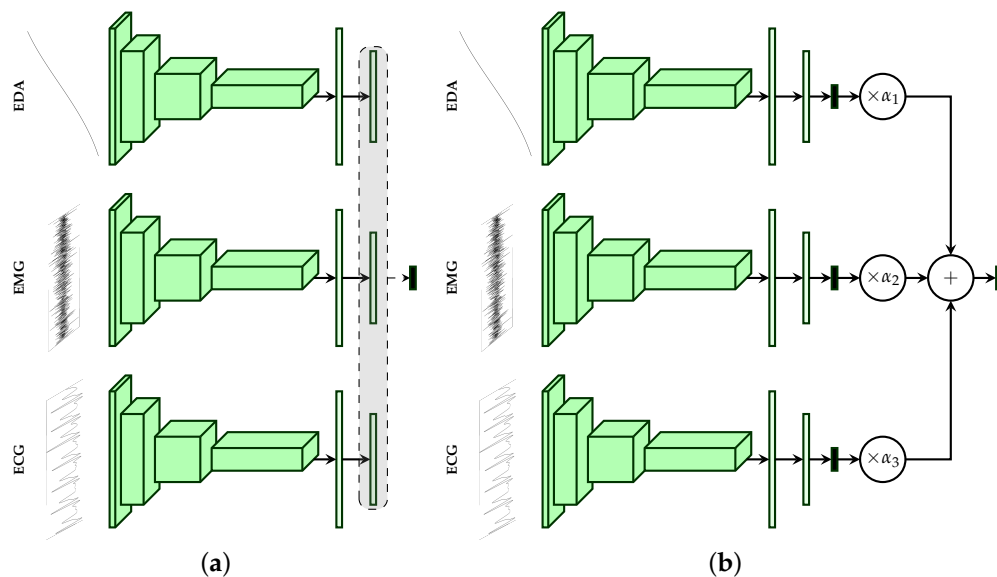 EDA
EMG
ECG
(a)
EDA
EMG
ECG
×α₁
×α₂
×α₃
+
(b)